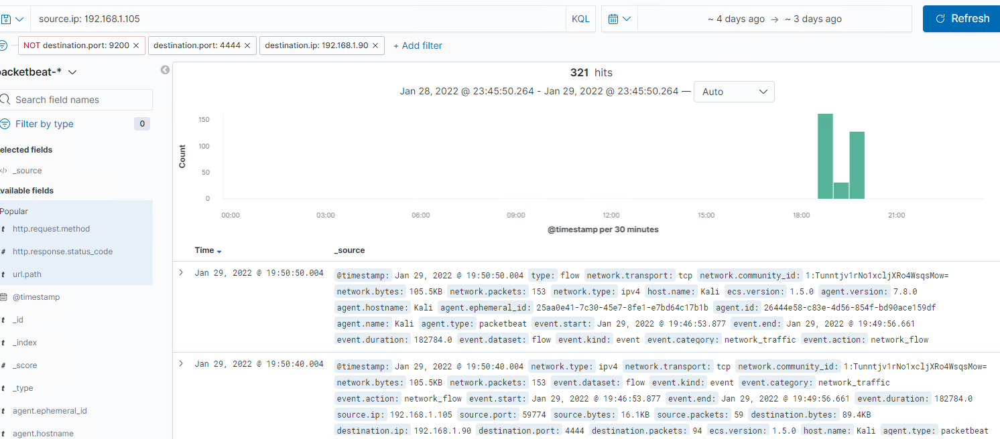 source.ip: 192.168.1.105 KQL ~ 4 days ago → ~ 3 days ago Refresh
NOT destination.port: 9200 × destination.port: 4444 × destination.ip: 192.168.1.90 × + Add filter
packetbeat-*
Search field names
Filter by type 0
elected fields
_source
vailable fields
Popular
t http.request.method
# http.response.status_code
t url.path
@timestamp
t _id
t _index
# _score
t _type
t agent.ephemeral_id
t agent.hostname
321 hits
Jan 28, 2022 @ 23:45:50.264 - Jan 29, 2022 @ 23:45:50.264 — Auto
Count
150
100
50
0
00:00 03:00 06:00 09:00 12:00 15:00 18:00 21:00
@timestamp per 30 minutes
Time _source
Jan 29, 2022 @ 19:50:50.004
@timestamp: Jan 29, 2022 @ 19:50:50.004 type: flow network.transport: tcp network.community_id: 1:Tunntjv1rNo1xcljXRo4WsqsMow=
network.bytes: 105.5KB network.packets: 153 network.type: ipv4 host.name: Kali ecs.version: 1.5.0 agent.version: 7.8.0
agent.hostname: Kali agent.ephemeral_id: 25aa0e41-7c30-45e7-8fe1-e7bd64c17b1b agent.id: 26444e58-c83e-4d56-854f-bd90ace159df
agent.name: Kali agent.type: packetbeat event.start: Jan 29, 2022 @ 19:46:53.877 event.end: Jan 29, 2022 @ 19:49:56.661
event.duration: 182784.0 event.dataset: flow event.kind: event event.category: network_traffic event.action: network_flow
Jan 29, 2022 @ 19:50:40.004
@timestamp: Jan 29, 2022 @ 19:50:40.004 network.type: ipv4 network.transport: tcp network.community_id: 1:Tunntjv1rNo1xcljXRo4WsqsMow=
network.bytes: 105.5KB network.packets: 153 event.dataset: flow event.kind: event event.category: network_traffic
event.action: network_flow event.start: Jan 29, 2022 @ 19:46:53.877 event.end: Jan 29, 2022 @ 19:49:56.661 event.duration: 182784.0
source.ip: 192.168.1.105 source.port: 59774 source.bytes: 16.1KB source.packets: 59 destination.bytes: 89.4KB
destination.ip: 192.168.1.90 destination.port: 4444 destination.packets: 94 ecs.version: 1.5.0 host.name: Kali agent.type: packetbeat